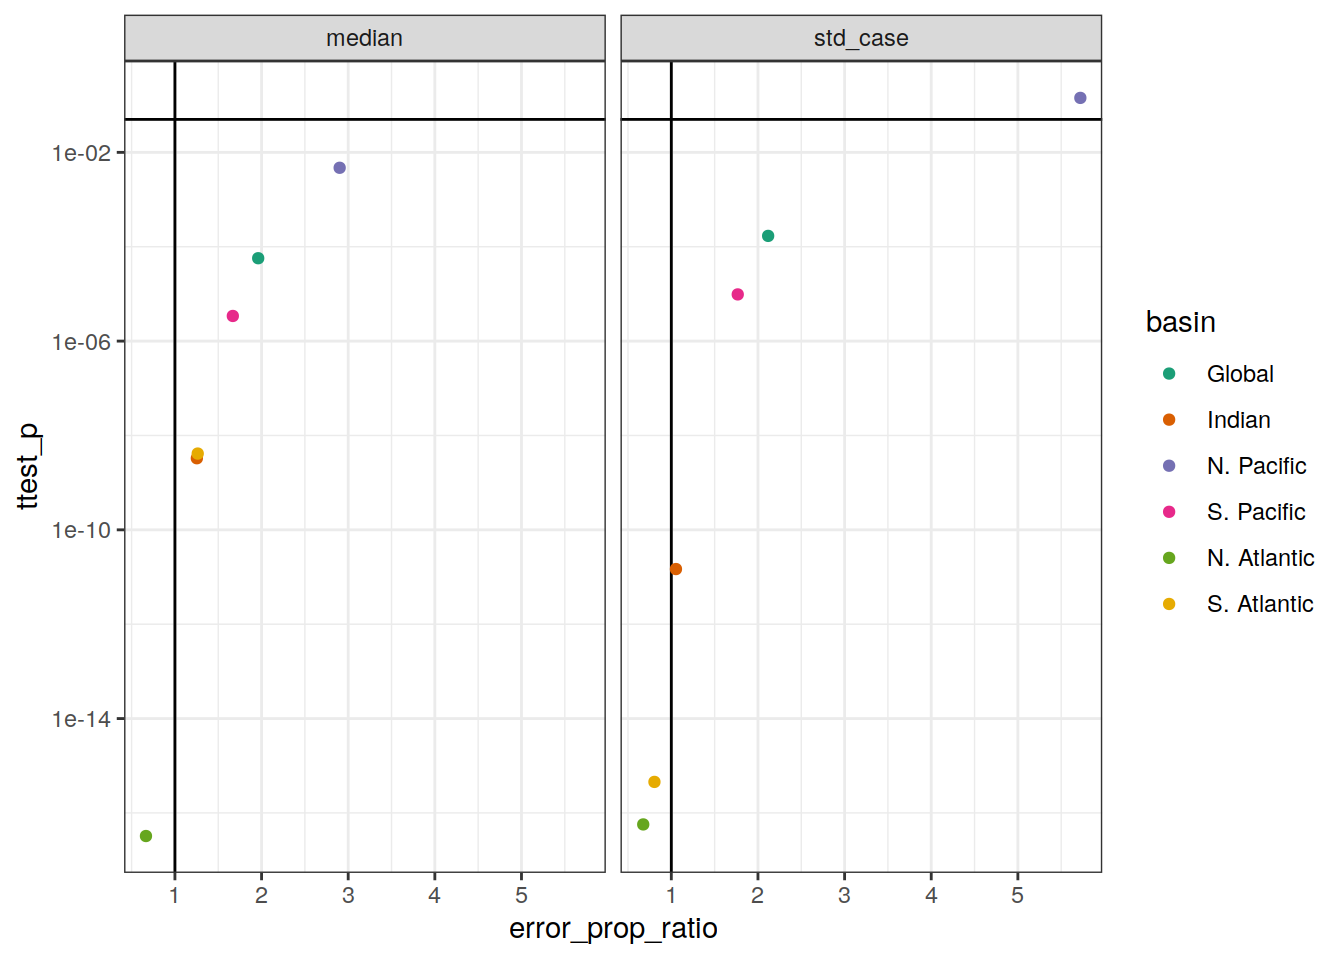 median
std_case
1e-02
1e-06
1e-10
1e-14
ttest_p
1 2 3 4 5
1 2 3 4 5
error_prop_ratio
basin
Global
Indian
N. Pacific
S. Pacific
N. Atlantic
S. Atlantic